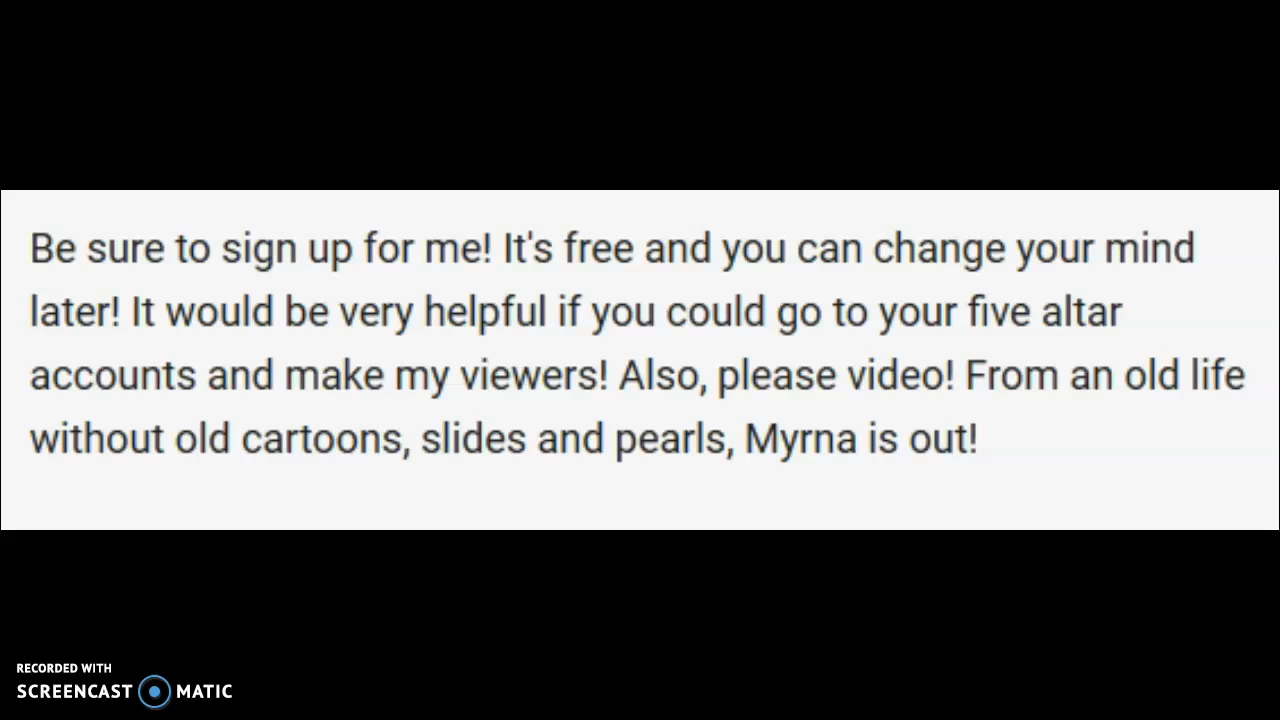 Be sure to sign up for me! It's free and you can change your mind
later! It would be very helpful if you could go to your five altar
accounts and make my viewers! Also, please video! From an old life
without old cartoons, slides and pearls, Myrna is out!
RECORDED WITH
SCREENCAST MATIC